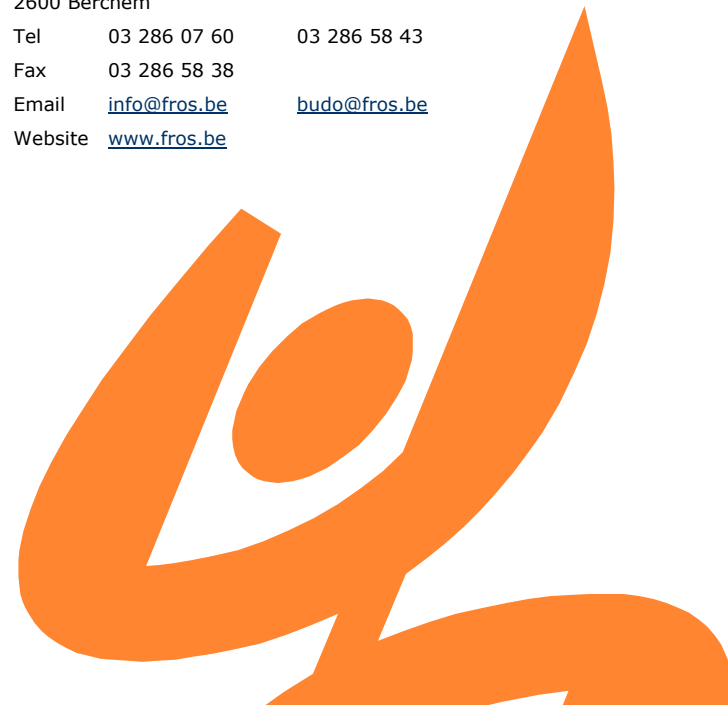 2600 Berchem
Tel 03 286 07 60 03 286 58 43
Fax 03 286 58 38
Email info@fros.be budo@fros.be
Website www.fros.be